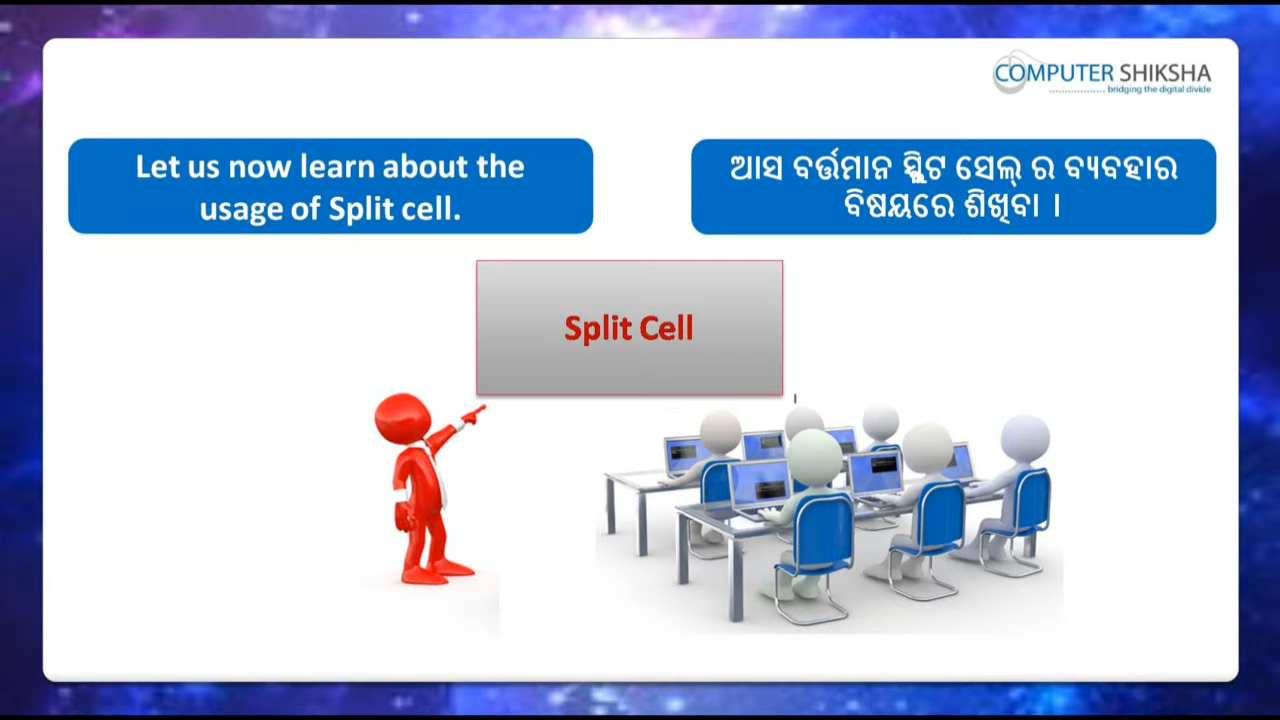 COMPUTER SHIKSHA
bridging the digital divide
Let us now learn about the
usage of Split cell.
ଆସ ବର୍ତ୍ତମାନ ସ୍ପ୍ଲିଟ ସେଲ୍ ର ବ୍ୟବହାର
ବିଷୟରେ ଶିଖିବା ।
Split Cell